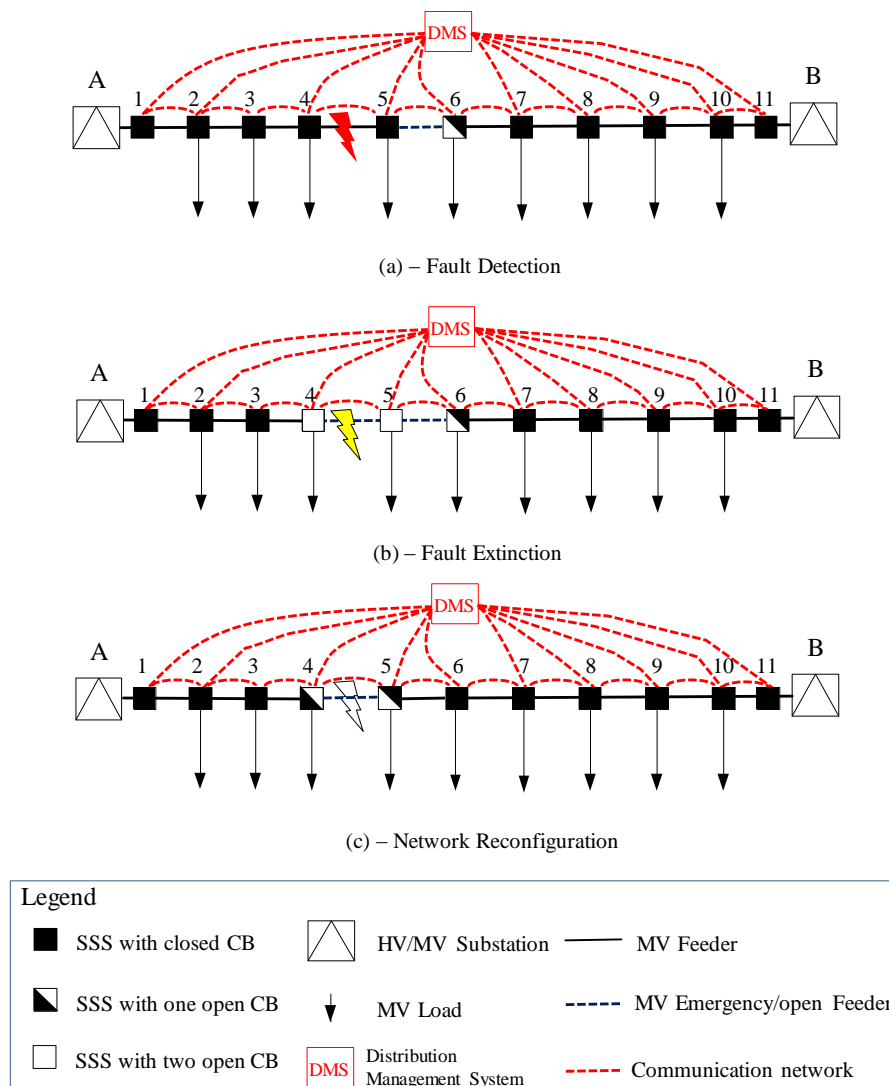 DMS
A
B
1 2 3 4 5 6 7 8 9 10 11
(a) – Fault Detection
DMS
A
B
1 2 3 4 5 6 7 8 9 10 11
(b) – Fault Extinction
DMS
A
B
1 2 3 4 5 6 7 8 9 10 11
(c) – Network Reconfiguration
Legend
SSS with closed CB
HV/MV Substation
MV Feeder
SSS with one open CB
MV Load
MV Emergency/open Feeder
SSS with two open CB
DMS
Distribution
Management System
Communication network